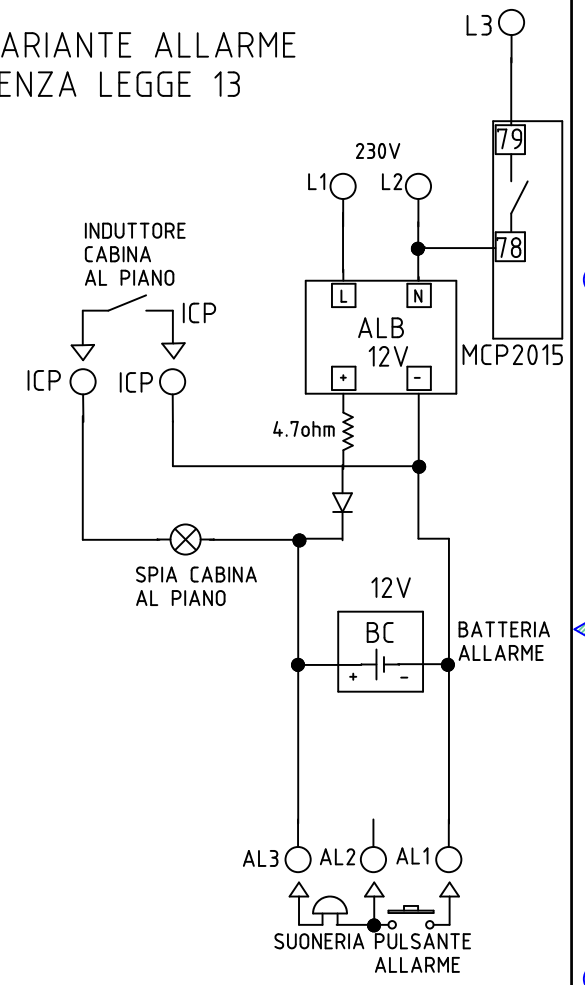 ARIANTE ALLARME
ENZA LEGGE 13
L3
79
78
MCP2015
230V
L1
L2
L
N
ALB
12V
+
-
INDUTTORE
CABINA
AL PIANO
ICP
ICP
ICP
4.7ohm
SPIA CABINA
AL PIANO
12V
BC
+
-
BATTERIA
ALLARME
AL3
AL2
AL1
SUONERIA PULSANTE
ALLARME